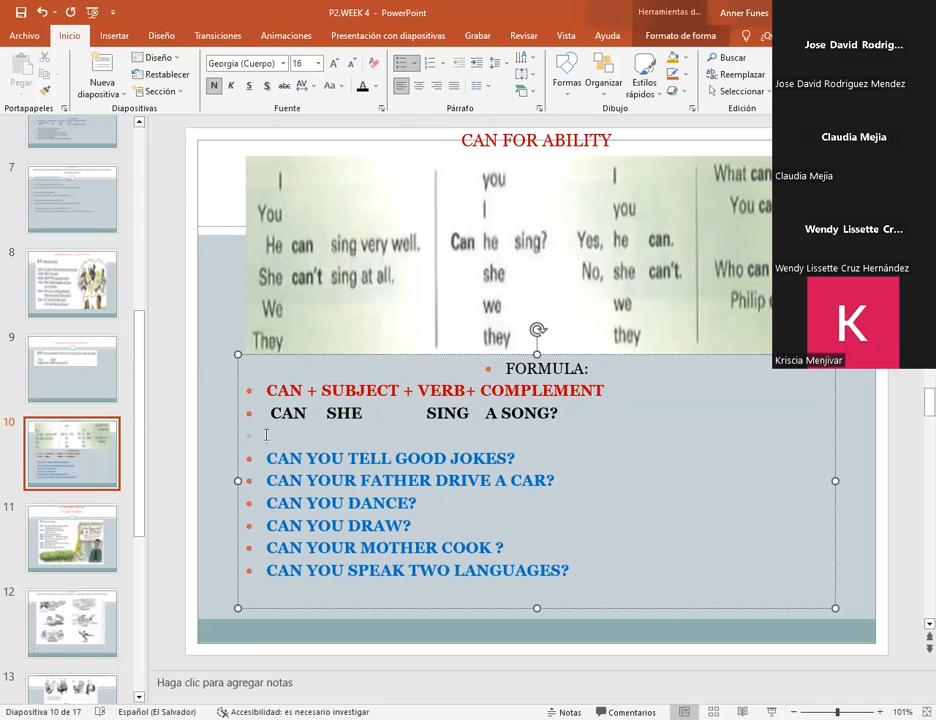 P2.WEEK 4 - PowerPoint
Herramientas d...
Anner Funes
Archivo
Inicio
Insertar
Diseño
Transiciones
Animaciones
Presentación con diapositivas
Grabar
Revisar
Vista
Ayuda
Formato de forma
Pegar
Nueva
diapositiva
Diseño
Restablecer
Sección
Georgia (Cuerpo)
16
N
K
S
Aa
A
Formas
Organizar
Estilos
rápidos
Buscar
Reemplazar
Seleccionar
Portapapeles
Diapositivas
Fuente
Párrafo
Dibujo
Edición
Jose David Rodrig...
Jose David Rodriguez Mendez
Claudia Mejia
Claudia Mejia
Wendy Lissette Cr...
Wendy Lissette Cruz Hernández
K
Kriscia Menjivar
7
8
9
10
11
12
13
CAN FOR ABILITY
I
You
He can sing very well.
She can't sing at all.
We
They
you
I
Can he sing?
she
we
they
I
you
Yes, he can.
No, she can't.
we
they
What can
You ca
Who can
Philip
FORMULA:
CAN + SUBJECT + VERB+ COMPLEMENT
CAN SHE SING A SONG?
CAN YOU TELL GOOD JOKES?
CAN YOUR FATHER DRIVE A CAR?
CAN YOU DANCE?
CAN YOU DRAW?
CAN YOUR MOTHER COOK ?
CAN YOU SPEAK TWO LANGUAGES?
Haga clic para agregar notas
Diapositiva 10 de 17
Español (El Salvador)
Accesibilidad: es necesario investigar
Notas
Comentarios
101%